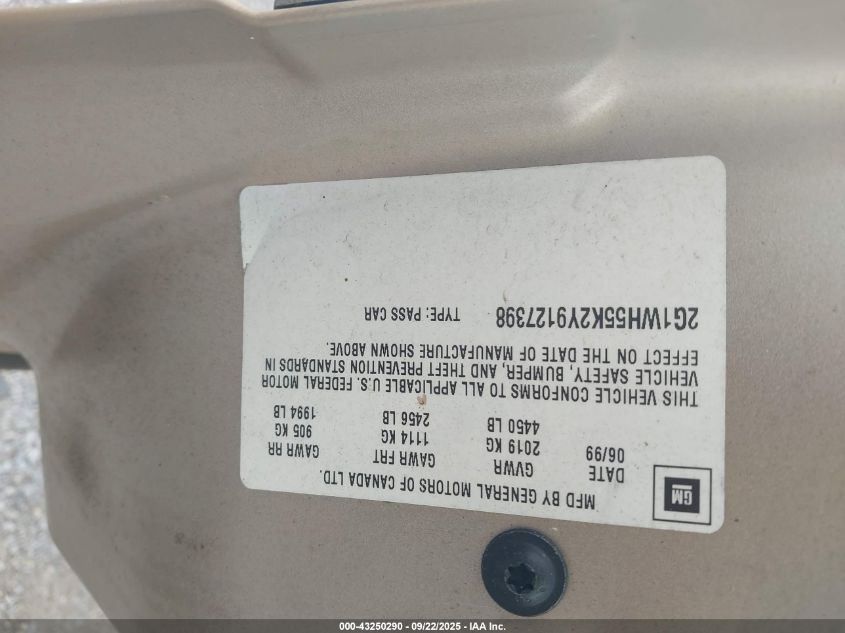 MFD BY GENERAL MOTORS OF CANADA LTD.
GM
DATE GVWR GAWR FRT GAWR RR
06/99 2019 KG 1114 KG 905 KG
4450 LB 2456 LB 1994 LB
THIS VEHICLE CONFORMS TO ALL APPLICABLE U.S. FEDERAL MOTOR
VEHICLE SAFETY, BUMPER, AND THEFT PREVENTION STANDARDS IN
EFFECT ON THE DATE OF MANUFACTURE SHOWN ABOVE.
2G1WH55K2Y9127398 TYPE: PASS CAR
000-43250290 - 09/22/2025 - IAA Inc.